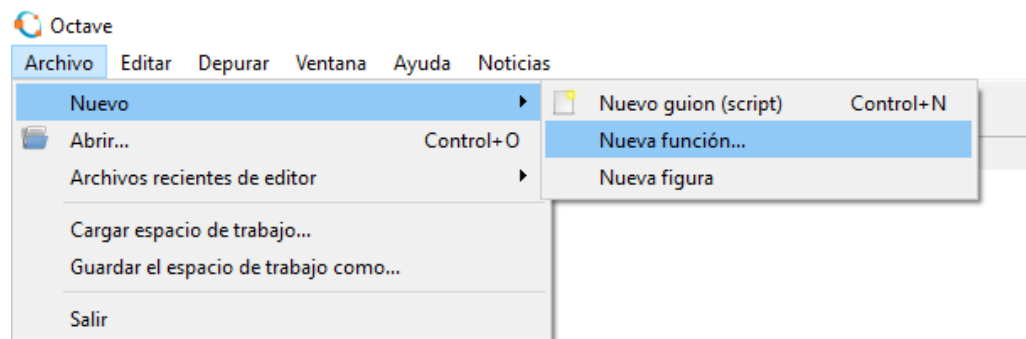 Octave
Archivo Editar Depurar Ventana Ayuda Noticias
Nuevo
Nuevo guion (script) Control+N
Abrir... Control+O
Nueva función...
Archivos recientes de editor
Nueva figura
Cargar espacio de trabajo...
Guardar el espacio de trabajo como...
Salir